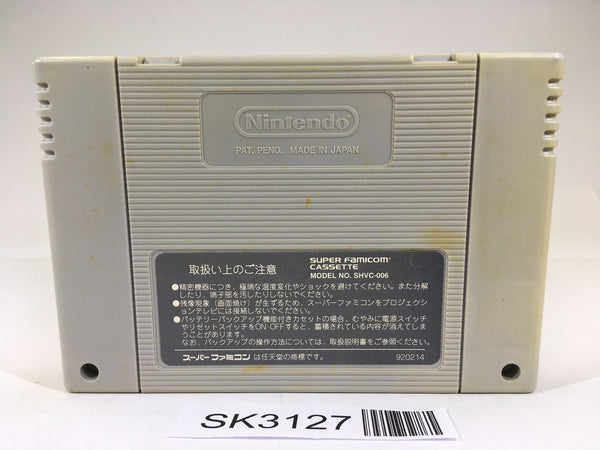 Nintendo
PAT. PEND. MADE IN JAPAN
取扱い上のご注意
SUPER FAMICOM
CASSETTE
MODEL NO. SHVC-006
●精密機器につき、極端な温度変化やショックを避けてください。また分解
したり、端子部を汚したりしないでください。
●残像現象(画面焼け)が生ずるため、スーパーファミコンをプロジェクシ
ョンテレビには接続しないでください。
●バッテリーバックアップ機能付きカセットの場合、むやみに電源スイッチ
やリセットスイッチをON・OFFすると、蓄積されている内容が消えてしま
うことがあります。
なお、バックアップの操作方法については、取扱説明書をご参照ください。
スーパーファミコン は任天堂の商標です。
920214
SK3127